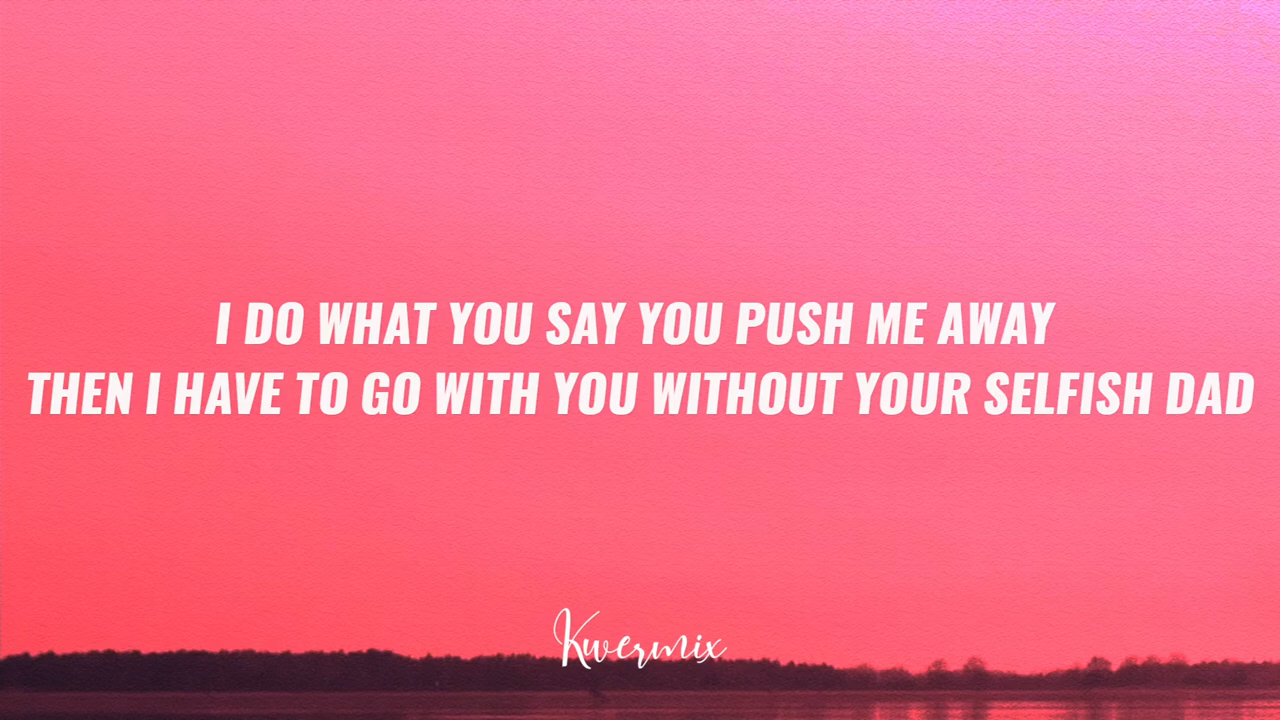 I DO WHAT YOU SAY YOU PUSH ME AWAY
THEN I HAVE TO GO WITH YOU WITHOUT YOUR SELFISH DAD
Kwermix